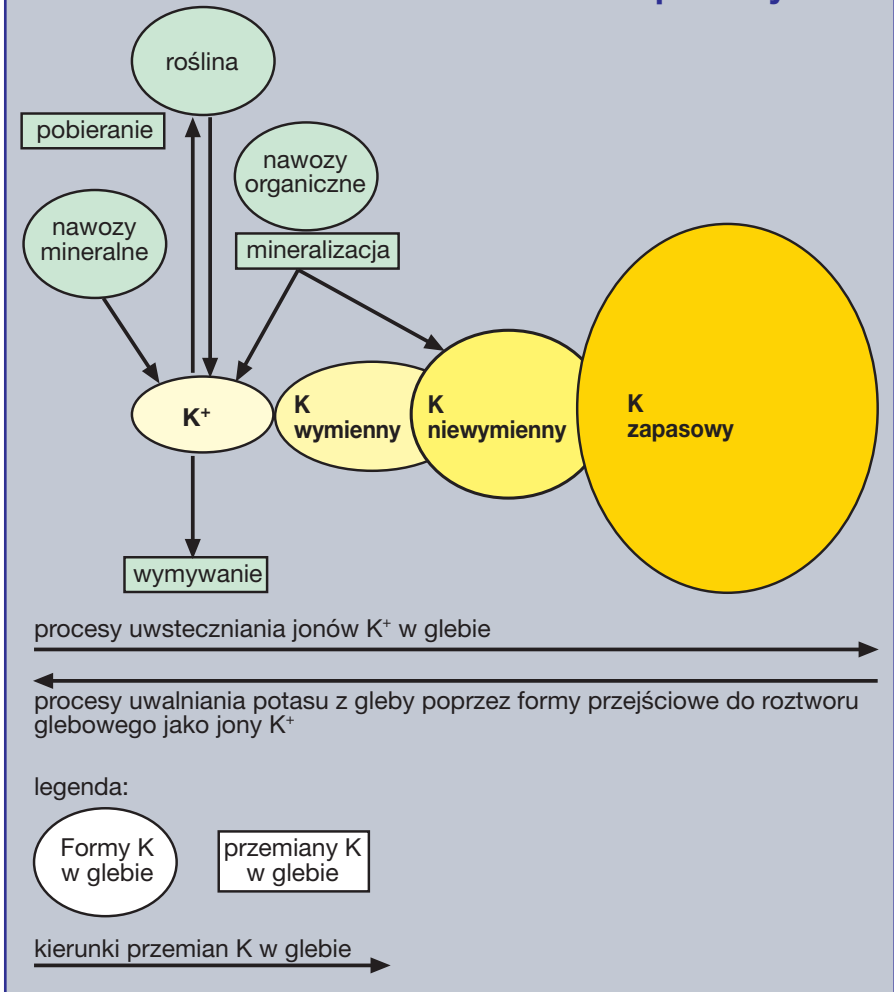 roślina
pobieranie
nawozy
organiczne
nawozy
mineralne
mineralizacja
K⁺
K
wymienny
K
niewymienny
K
zapasowy
wymywanie
procesy uwsteczniania jonów K⁺ w glebie
procesy uwalniania potasu z gleby poprzez formy przejściowe do roztworu
glebowego jako jony K⁺
legenda:
Formy K
w glebie
przemiany K
w glebie
kierunki przemian K w glebie